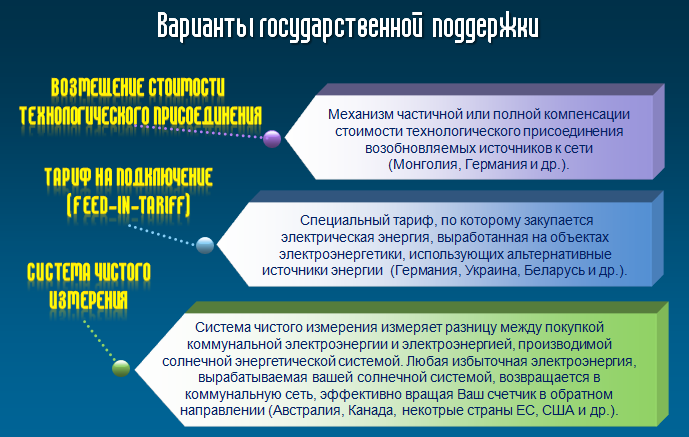 Варианты государственной поддержки
ВОЗМЕЩЕНИЕ СТОИМОСТИ
ТЕХНОЛОГИЧЕСКОГО ПРИСОЕДИНЕНИЯ
Механизм частичной или полной компенсации
стоимости технологического присоединения
возобновляемых источников к сети
(Монголия, Германия и др.).
ТАРИФ НА ПОДКЛЮЧЕНИЕ
(FEED-IN-TARIFF)
Специальный тариф, по которому закупается
электрическая энергия, выработанная на объектах
электроэнергетики, использующих альтернативные
источники энергии (Германия, Украина, Беларусь и др.).
СИСТЕМА ЧИСТОГО
ИЗМЕРЕНИЯ
Система чистого измерения измеряет разницу между покупкой
коммунальной электроэнергии и электроэнергией, производимой
солнечной энергетической системой. Любая избыточная электроэнергия,
вырабатываемая вашей солнечной системой, возвращается в
коммунальную сеть, эффективно вращая Ваш счетчик в обратном
направлении (Австралия, Канада, некотрые страны ЕС, США и др.).